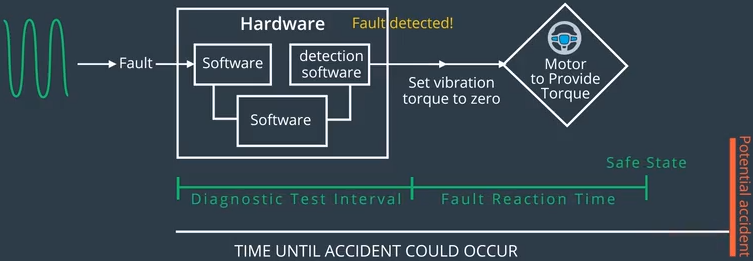 Hardware
Fault detected!
Fault
Software
detection
software
Software
Set vibration
torque to zero
Motor
to Provide
Torque
Safe State
Diagnostic Test Interval
Fault Reaction Time
TIME UNTIL ACCIDENT COULD OCCUR
Potential accident